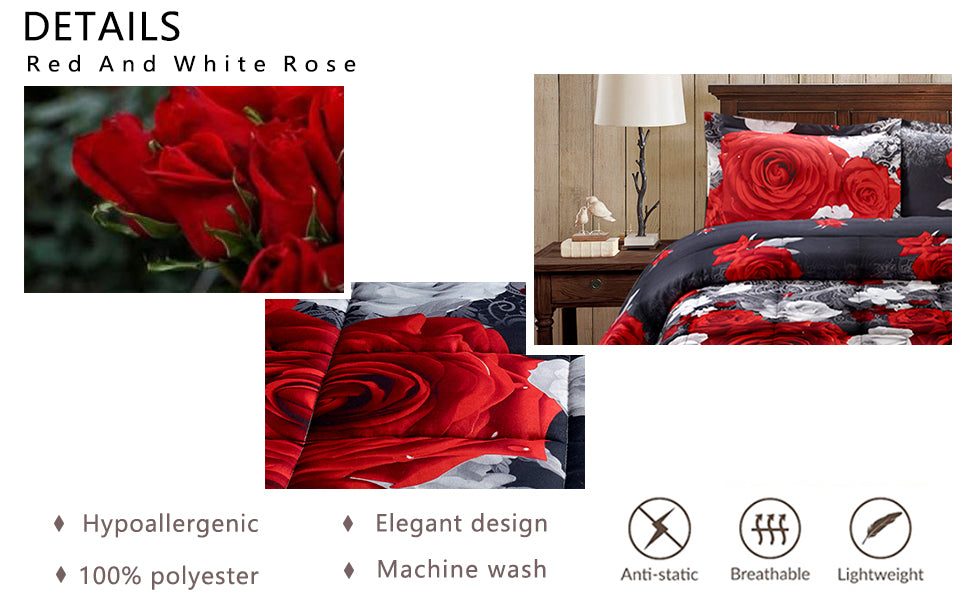 DETAILS
Red And White Rose
Hypoallergenic
Elegant design
100% polyester
Machine wash
Anti-static
Breathable
Lightweight